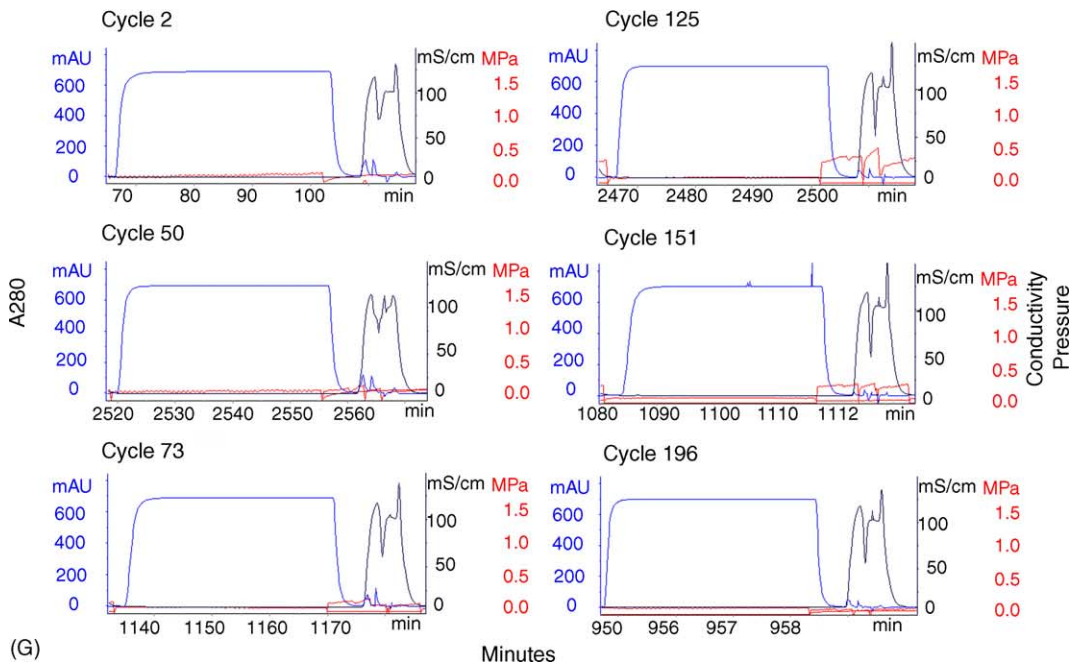 Cycle 2
mAU
600
400
200
0
70 80 90 100 min
mS/cm
100
50
0
MPa
1.5
1.0
0.5
0.0
Cycle 125
mAU
600
400
200
0
2470 2480 2490 2500 min
mS/cm
100
50
0
MPa
1.5
1.0
0.5
0.0
Cycle 50
mAU
600
400
200
0
2520 2530 2540 2550 2560 min
mS/cm
100
50
0
MPa
1.5
1.0
0.5
0.0
Cycle 151
mAU
600
400
200
0
1080 1090 1100 1110 1112 min
mS/cm
100
50
0
MPa
1.5
1.0
0.5
0.0
Cycle 73
mAU
600
400
200
0
1140 1150 1160 1170 min
mS/cm
100
50
0
MPa
1.5
1.0
0.5
0.0
Cycle 196
mAU
600
400
200
0
950 956 957 958 min
mS/cm
100
50
0
MPa
1.5
1.0
0.5
0.0
A280
Conductivity
Pressure
(G)
Minutes